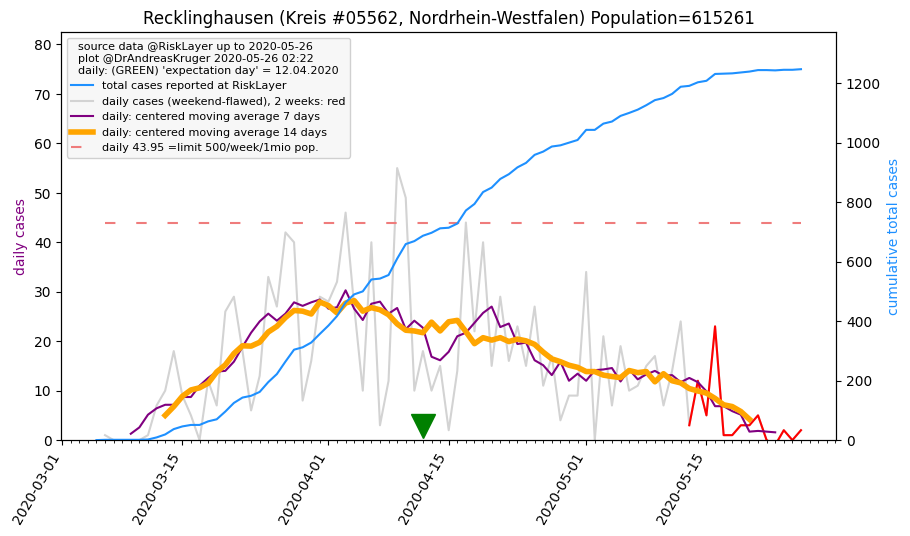 Recklinghausen (Kreis #05562, Nordrhein-Westfalen) Population=615261
source data @RiskLayer up to 2020-05-26
plot @DrAndreasKruger 2020-05-26 02:22
daily: (GREEN) 'expectation day' = 12.04.2020
total cases reported at RiskLayer
daily cases (weekend-flawed), 2 weeks: red
daily: centered moving average 7 days
daily: centered moving average 14 days
daily 43.95 =limit 500/week/1mio pop.
daily cases
80
70
60
50
40
30
20
10
0
cumulative total cases
1200
1000
800
600
400
200
0
2020-03-01
2020-03-15
2020-04-01
2020-04-15
2020-05-01
2020-05-15